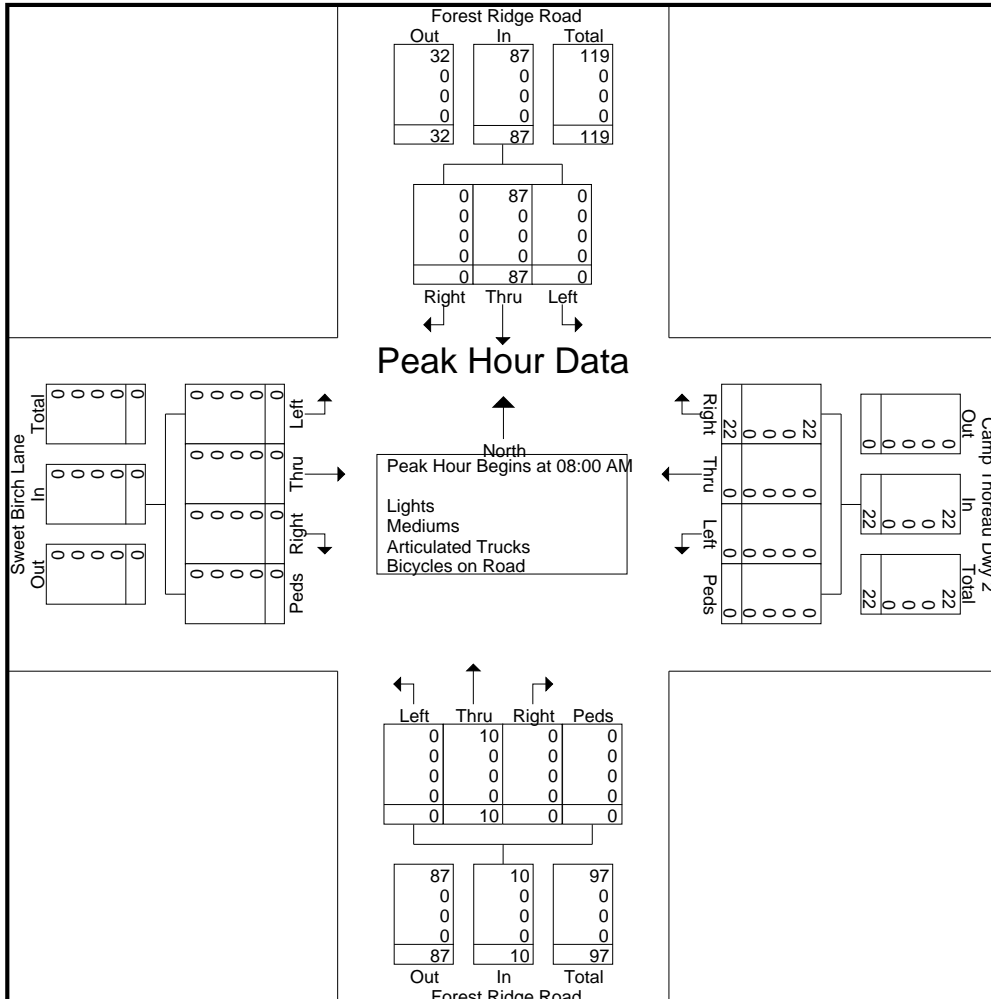 Forest Ridge Road
Out In Total
32 87 119
0 0 0
0 0 0
0 0 0
32 87 119
0 87 0
0 0 0
0 0 0
0 0 0
0 87 0
Right Thru Left
Peak Hour Data
North
Peak Hour Begins at 08:00 AM
Lights
Mediums
Articulated Trucks
Bicycles on Road
Sweet Birch Lane
Total
0 0 0 0 0
In
0 0 0 0 0
Out
0 0 0 0 0
Left
0 0 0 0 0
Thru
0 0 0 0 0
Right
0 0 0 0 0
Peds
0 0 0 0 0
Right
22 0 0 0 22
Thru
0 0 0 0 0
Left
0 0 0 0 0
Peds
0 0 0 0 0
Camp Thoreau Dwy 2
Out
0 0 0 0 0
In
22 0 0 0 22
Total
22 0 0 0 22
Left Thru Right Peds
0 10 0 0
0 0 0 0
0 0 0 0
0 0 0 0
0 10 0 0
87 10 97
0 0 0
0 0 0
0 0 0
87 10 97
Out In Total
Forest Ridge Road